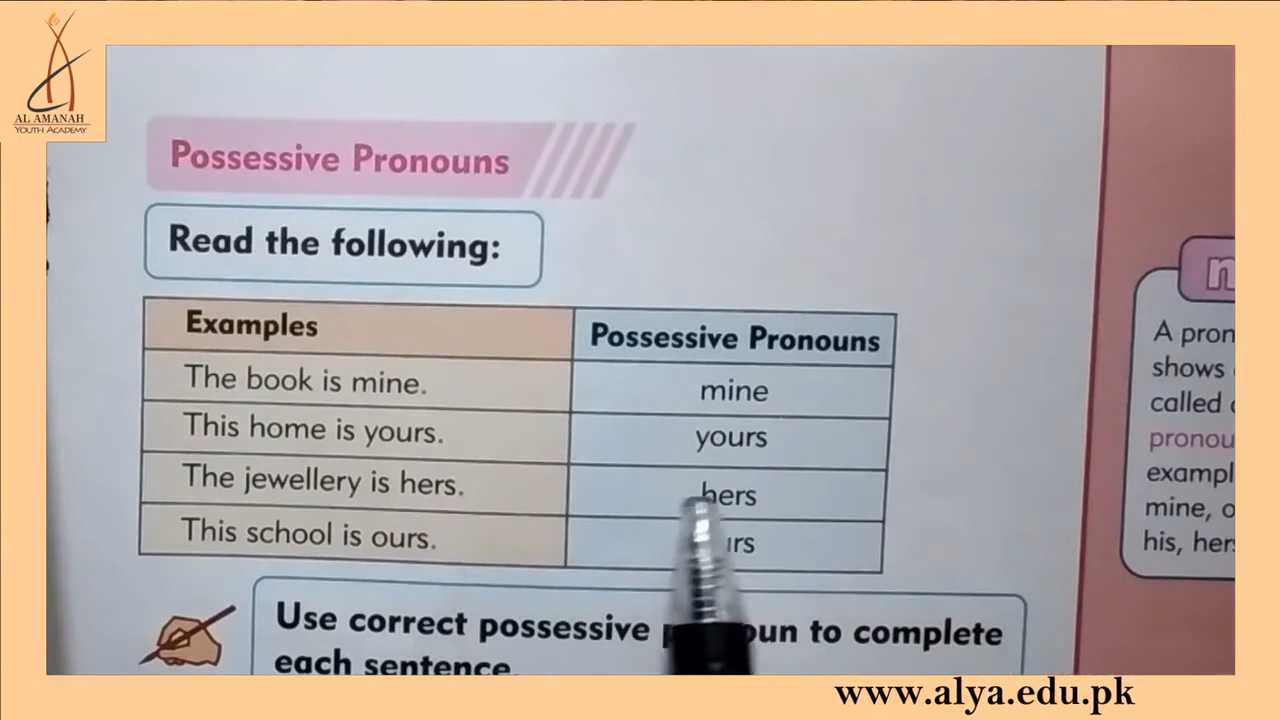 AL AMANAH
YOUTH ACADEMY
Possessive Pronouns
Read the following:
Examples
Possessive Pronouns
The book is mine.
mine
This home is yours.
yours
The jewellery is hers.
hers
This school is ours.
Use correct possessive to complete
each sentence.
A pron
shows
called
pronou
exampl
mine, o
his, hers
www.alya.edu.pk